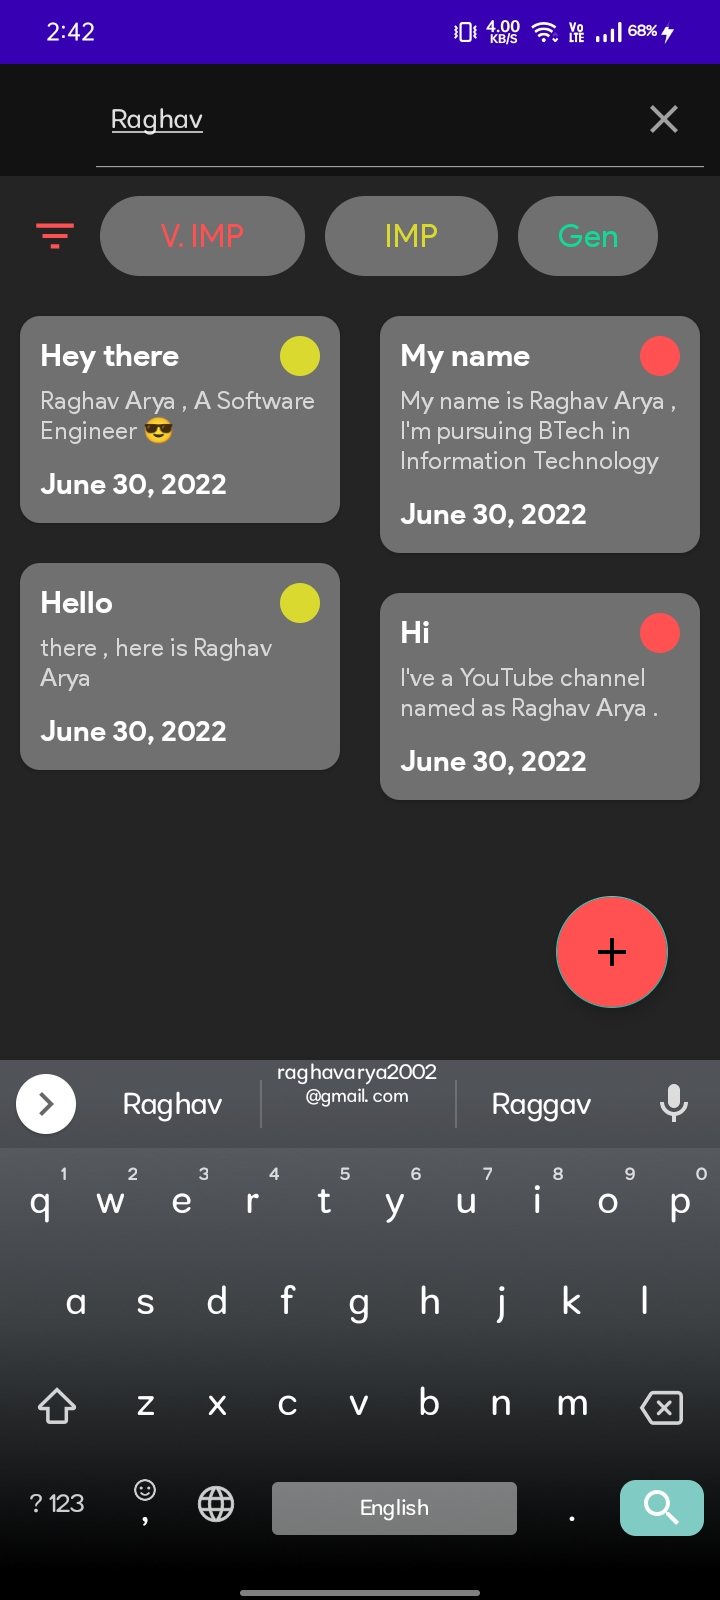 2:42
4.00
KB/S
Vo
LTE
68%
Raghav
V. IMP
IMP
Gen
Hey there
Raghav Arya , A Software
Engineer 😎
June 30, 2022
My name
My name is Raghav Arya ,
I'm pursuing BTech in
Information Technology
June 30, 2022
Hello
there , here is Raghav
Arya
June 30, 2022
Hi
I've a YouTube channel
named as Raghav Arya .
June 30, 2022
+
Raghav
raghavarya2002
@gmail. com
Raggav
1 2 3 4 5 6 7 8 9 0
q w e r t y u i o p
a s d f g h j k l
z x c v b n m
? 123
,
English
.